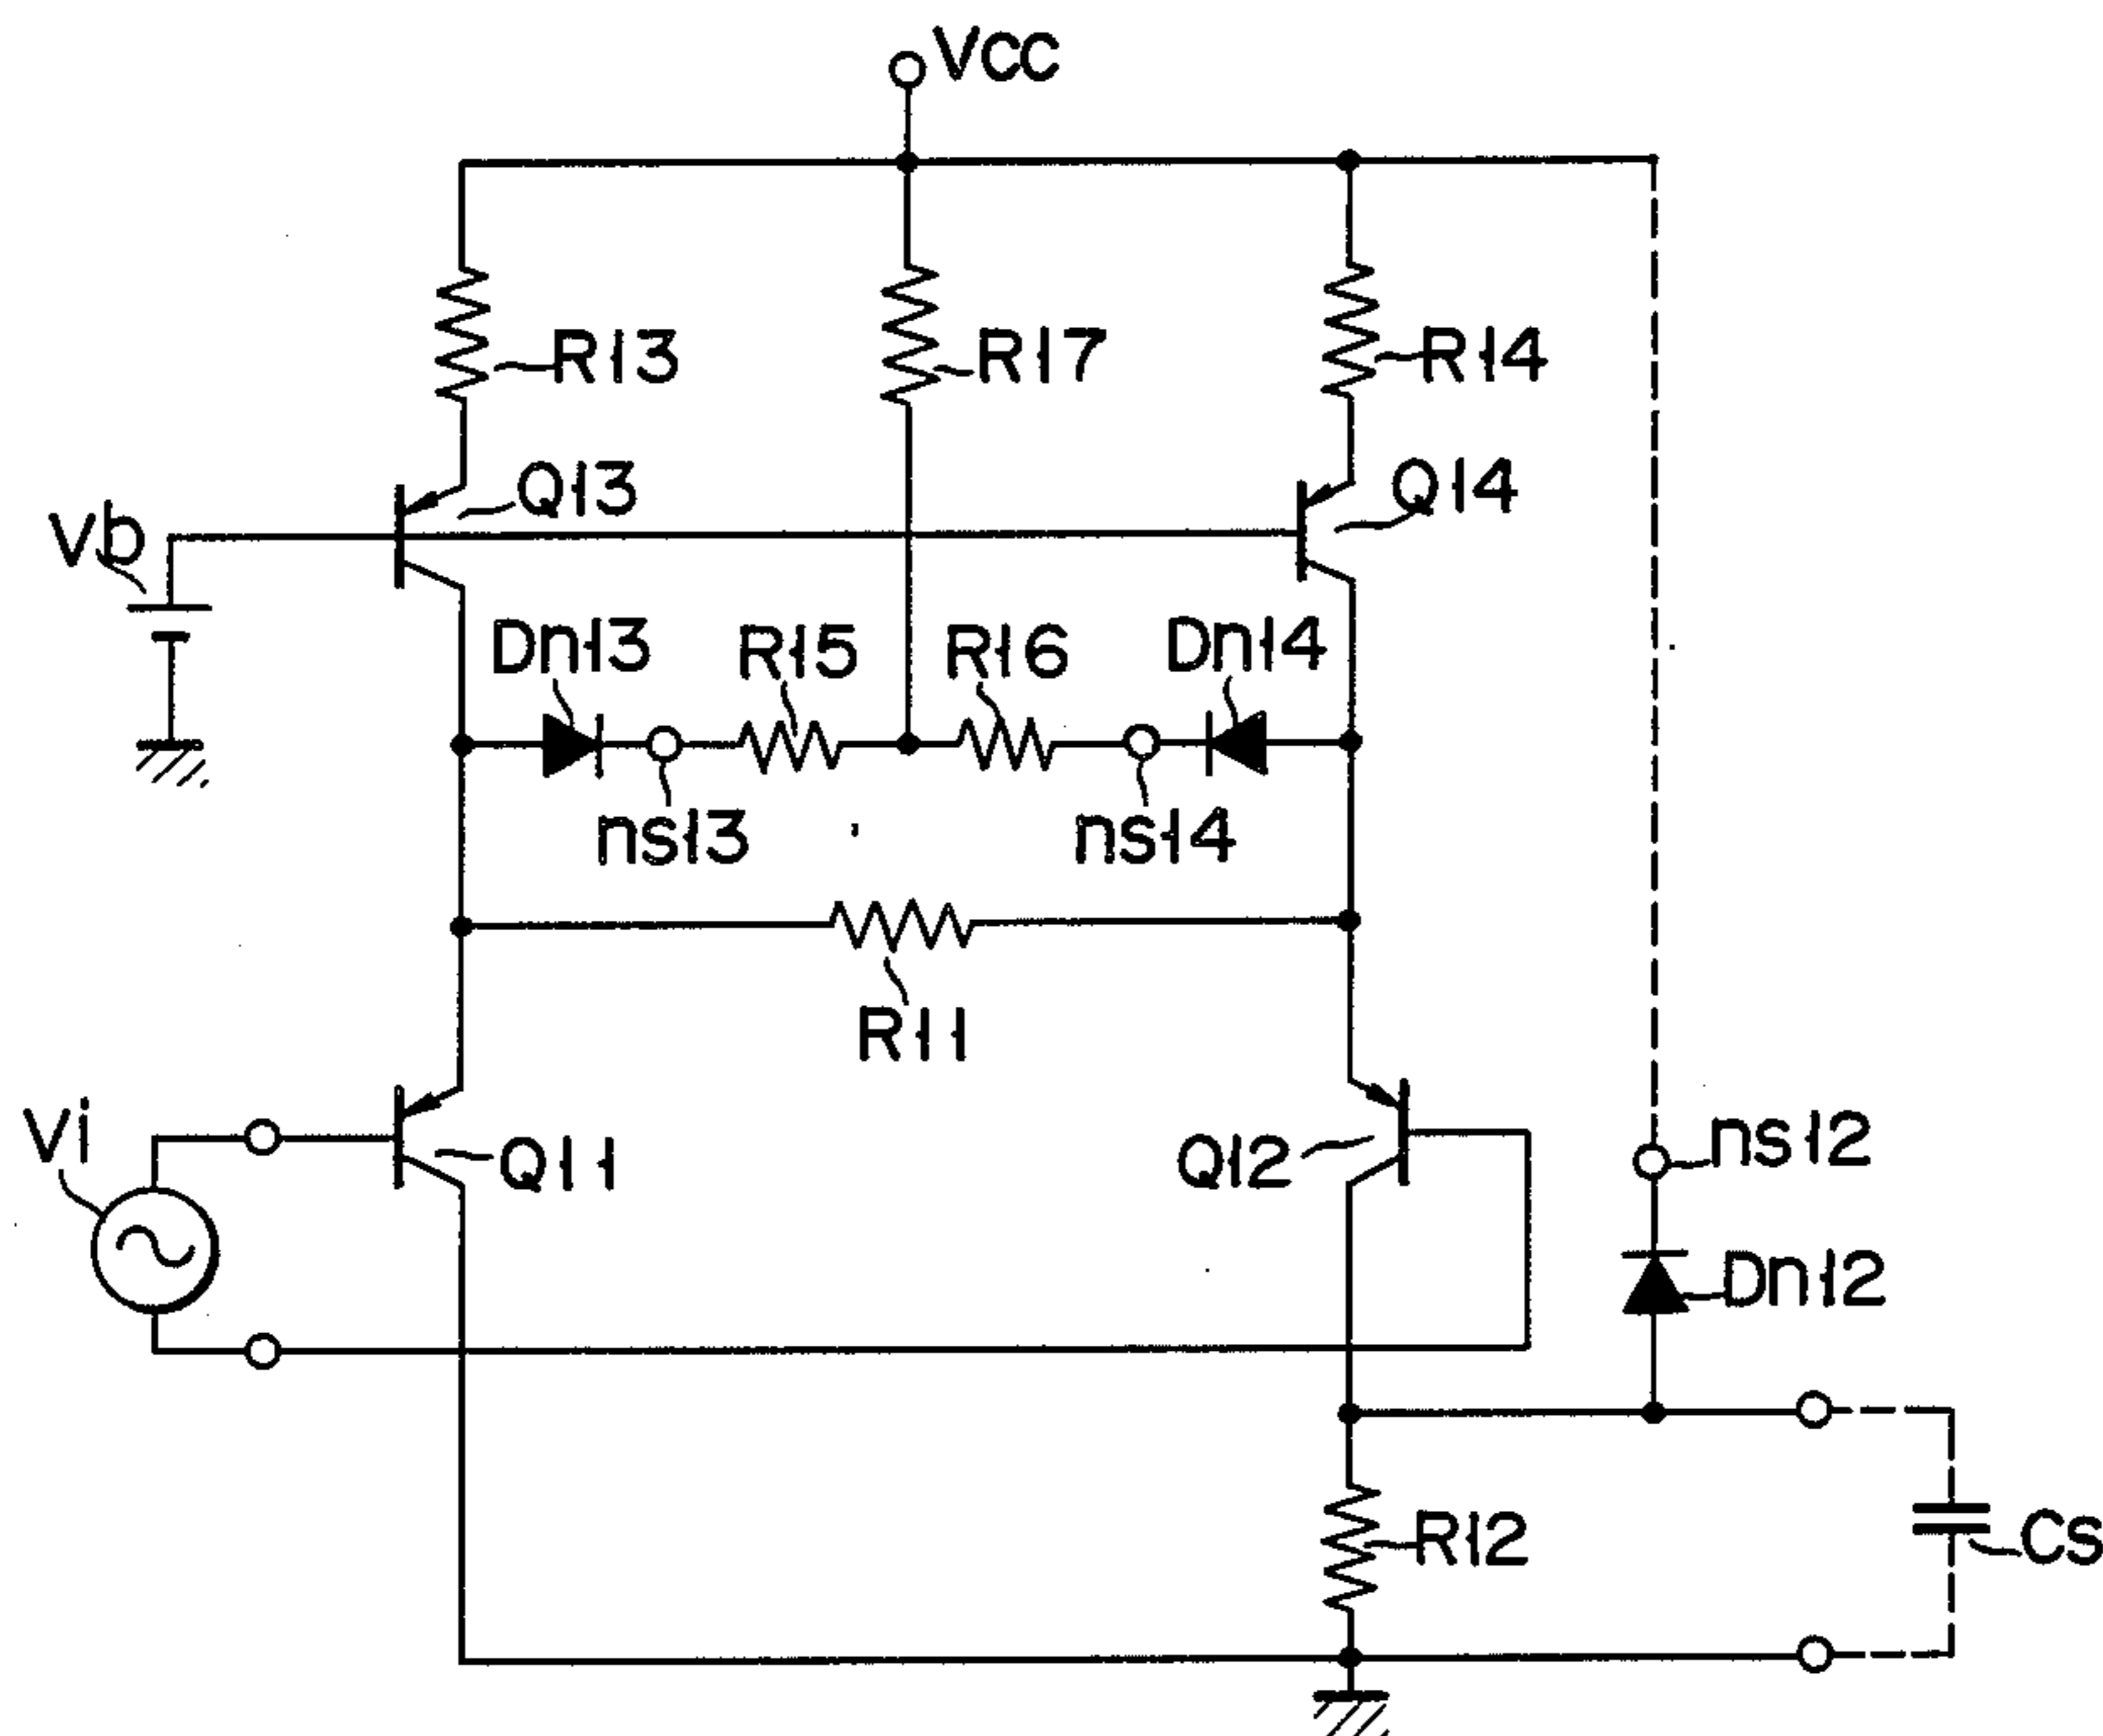 VCC
R13
R17
R14
Q13
Q14
Vb
Dn13
R15
R16
Dn14
ns13
ns14
R11
Vi
Q11
Q12
ns12
Dn12
R12
Cs